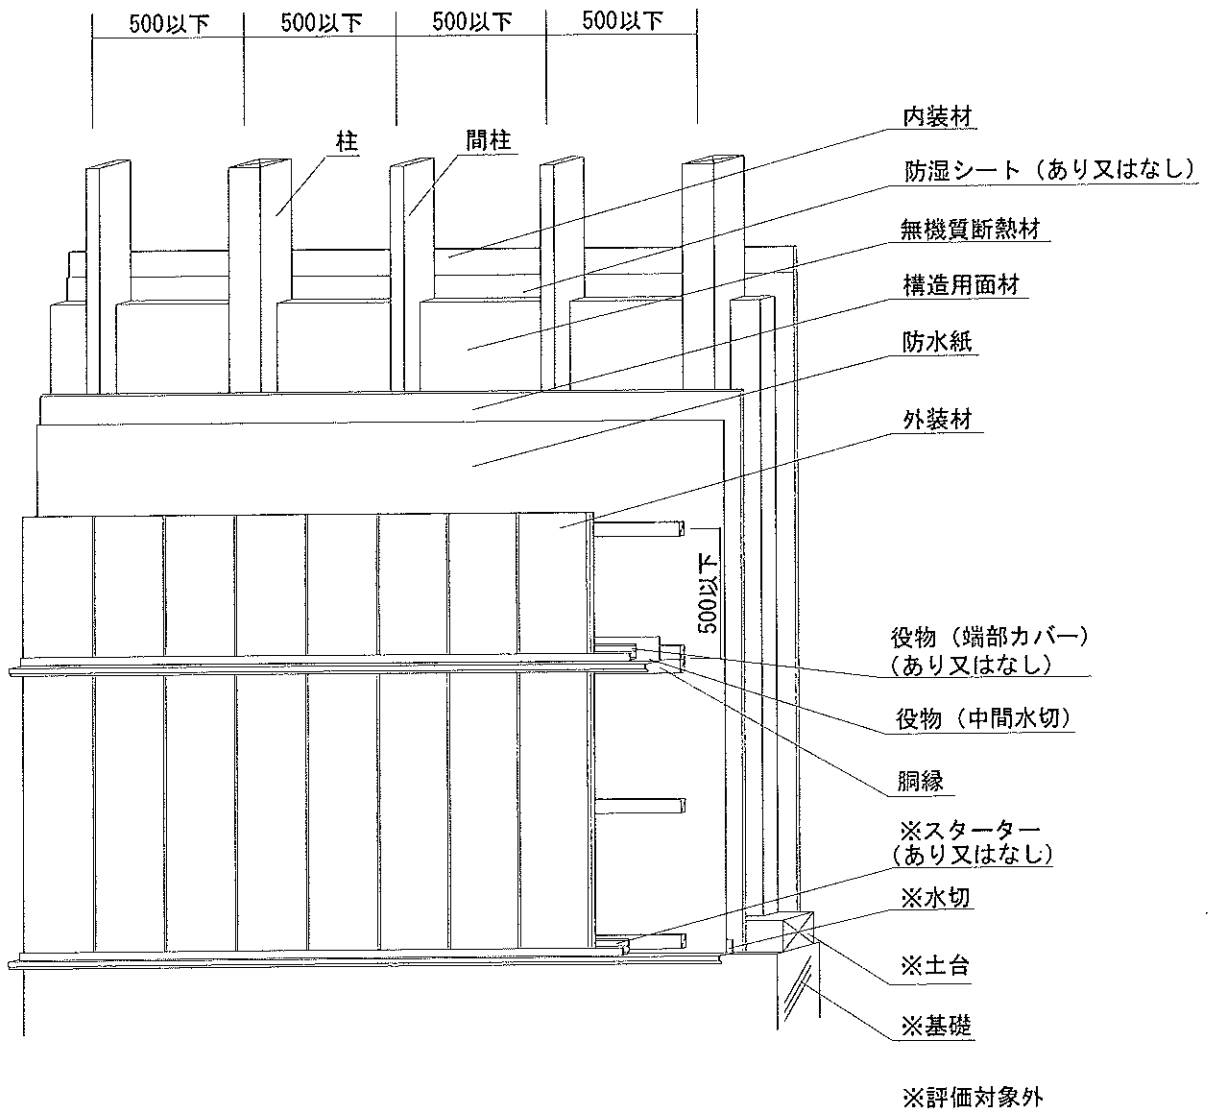 500以下
500以下
500以下
500以下
柱
間柱
内装材
防湿シート（あり又はなし）
無機質断熱材
構造用面材
防水紙
外装材
500以下
役物（端部カバー）
（あり又はなし）
役物（中間水切）
胴縁
※スターター
（あり又はなし）
※水切
※土台
※基礎
※評価対象外